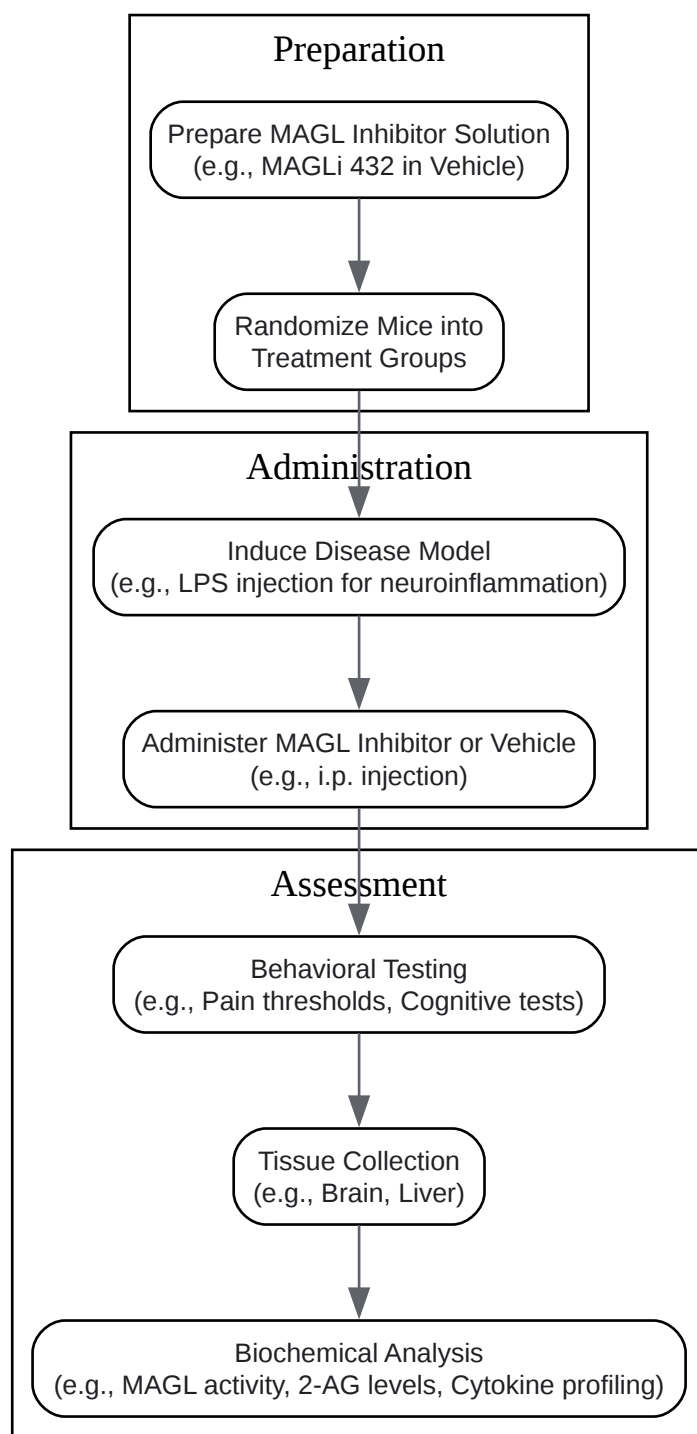 Preparation
Prepare MAGL Inhibitor Solution
(e.g., MAGLi 432 in Vehicle)
Randomize Mice into
Treatment Groups
Administration
Induce Disease Model
(e.g., LPS injection for neuroinflammation)
Administer MAGL Inhibitor or Vehicle
(e.g., i.p. injection)
Assessment
Behavioral Testing
(e.g., Pain thresholds, Cognitive tests)
Tissue Collection
(e.g., Brain, Liver)
Biochemical Analysis
(e.g., MAGL activity, 2-AG levels, Cytokine profiling)